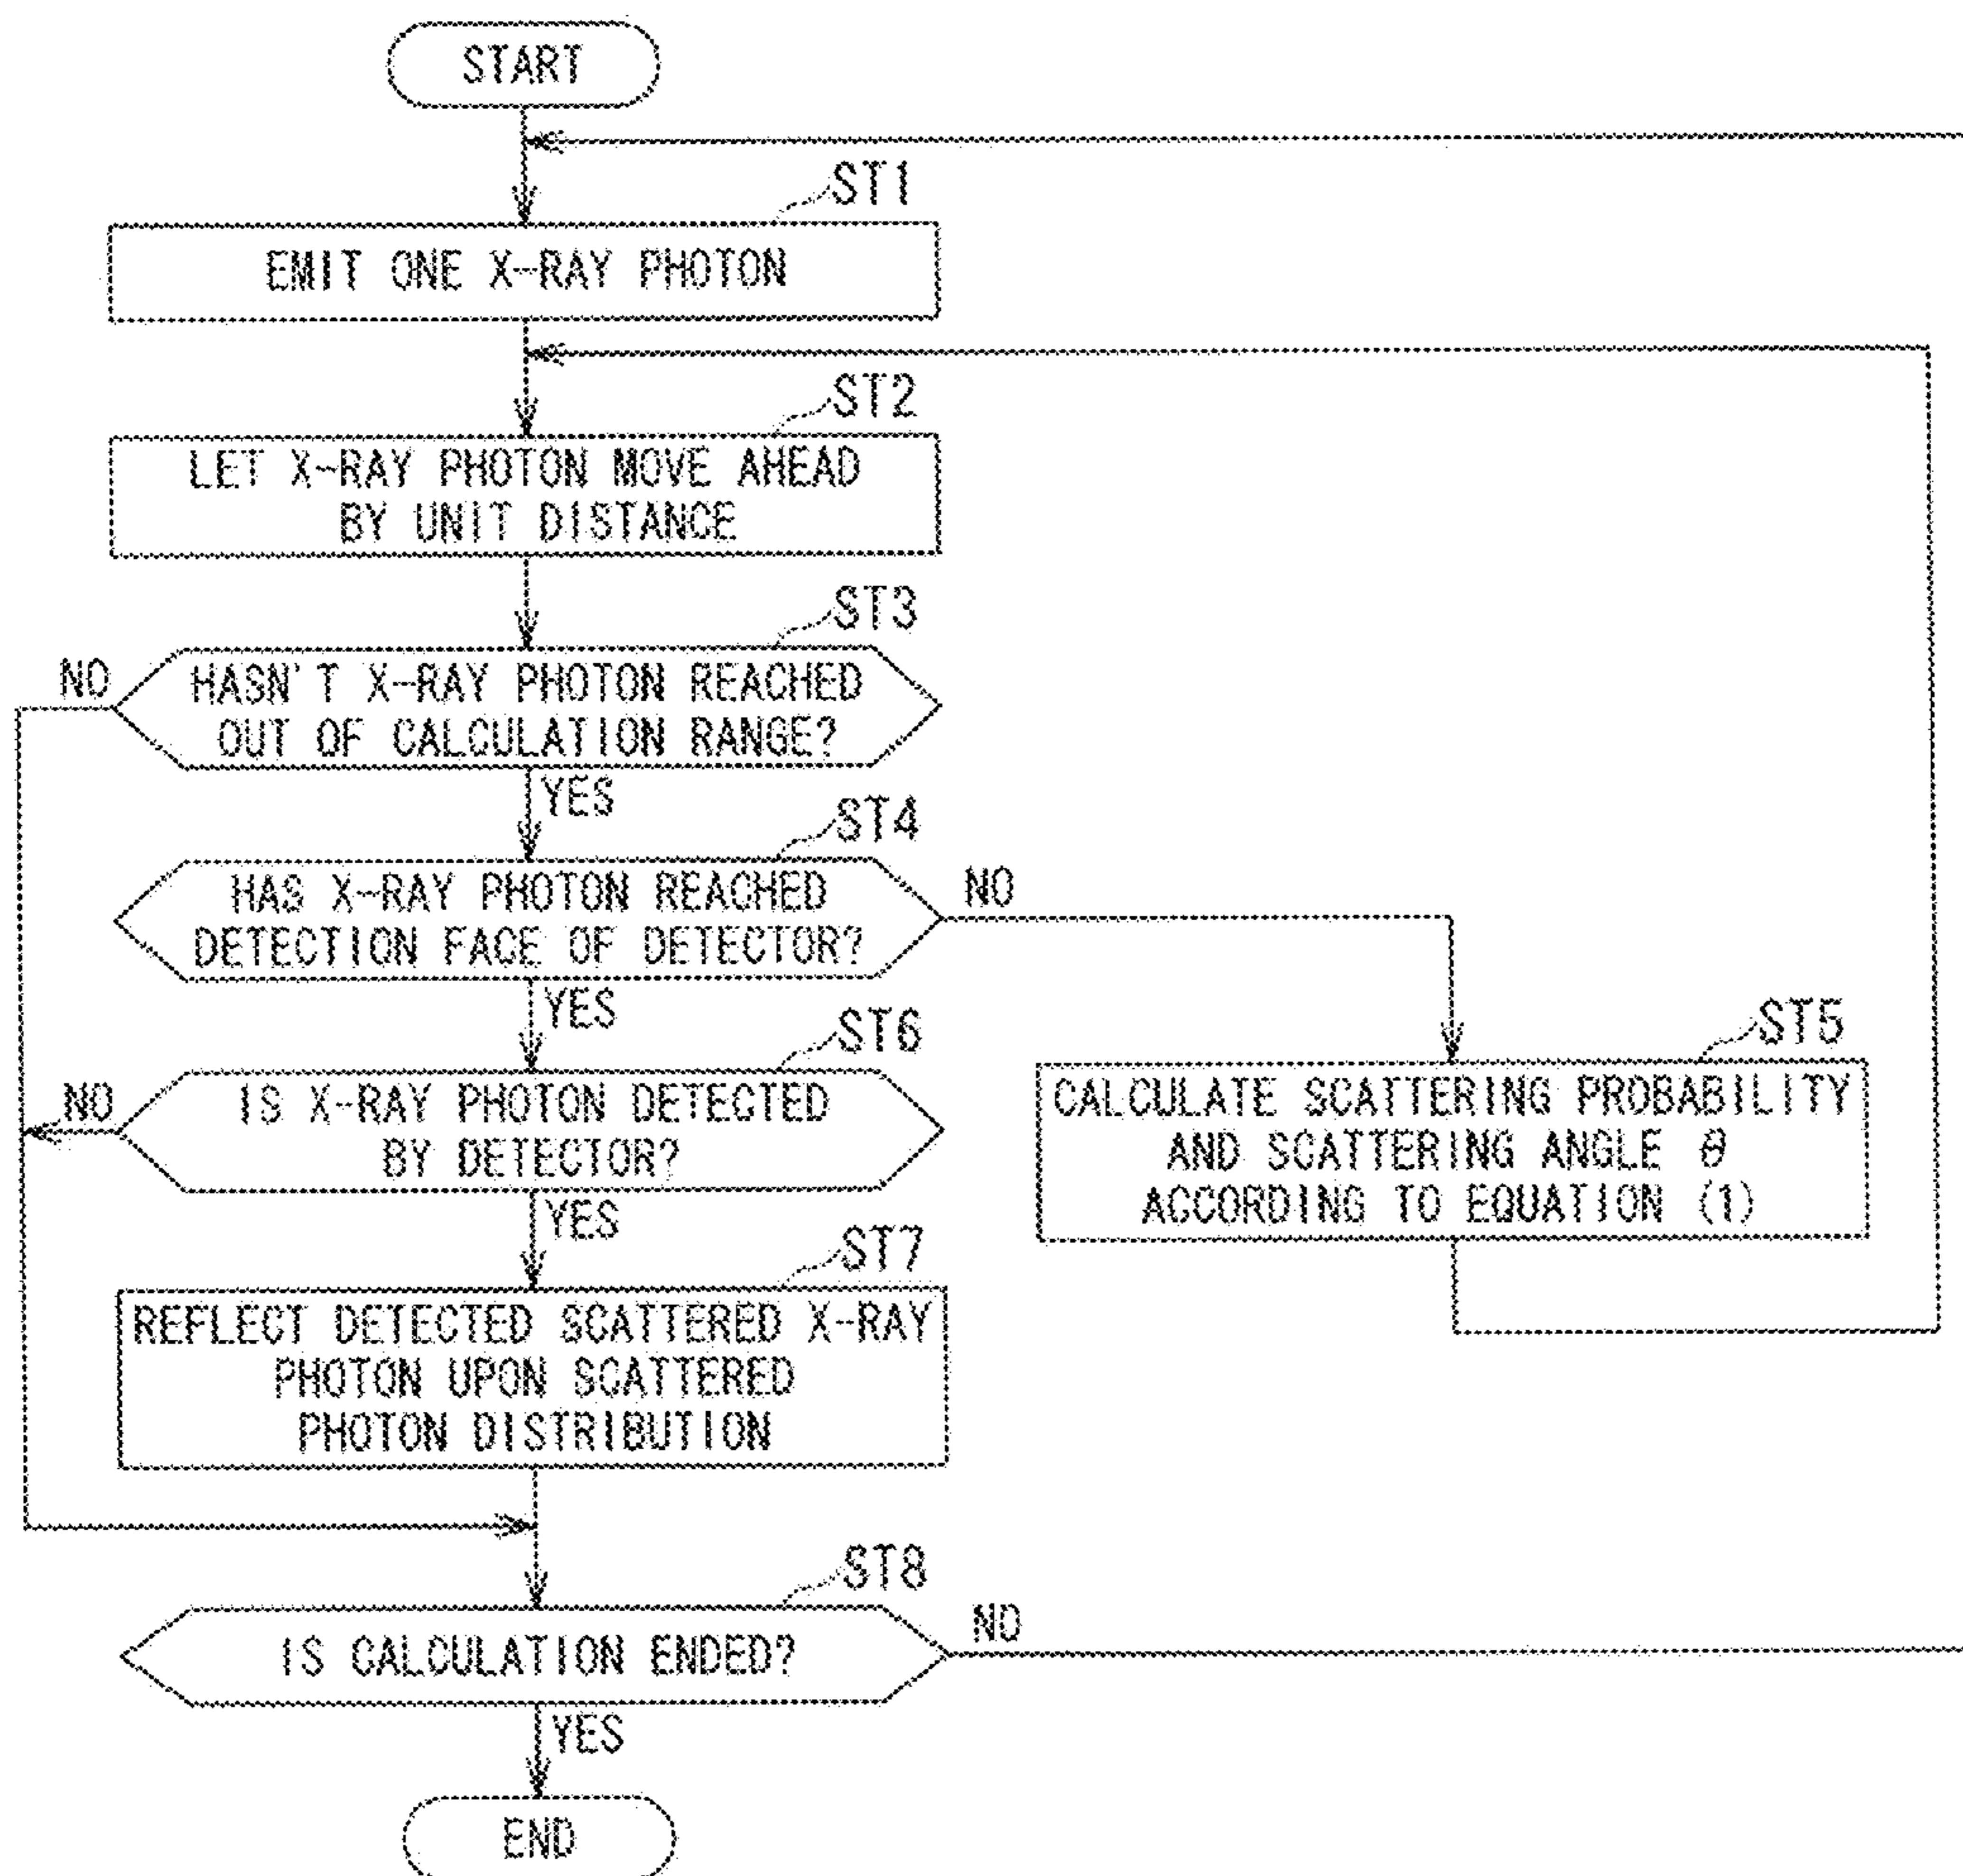 START
ST1
EMIT ONE X-RAY PHOTON
ST2
LET X-RAY PHOTON MOVE AHEAD
BY UNIT DISTANCE
ST3
NO
HASN'T X-RAY PHOTON REACHED
OUT OF CALCULATION RANGE?
YES
ST4
HAS X-RAY PHOTON REACHED
DETECTION FACE OF DETECTOR?
NO
YES
ST6
NO
IS X-RAY PHOTON DETECTED
BY DETECTOR?
YES
ST5
CALCULATE SCATTERING PROBABILITY
AND SCATTERING ANGLE θ
ACCORDING TO EQUATION (1)
ST7
REFLECT DETECTED SCATTERED X-RAY
PHOTON UPON SCATTERED
PHOTON DISTRIBUTION
ST8
IS CALCULATION ENDED?
NO
YES
END